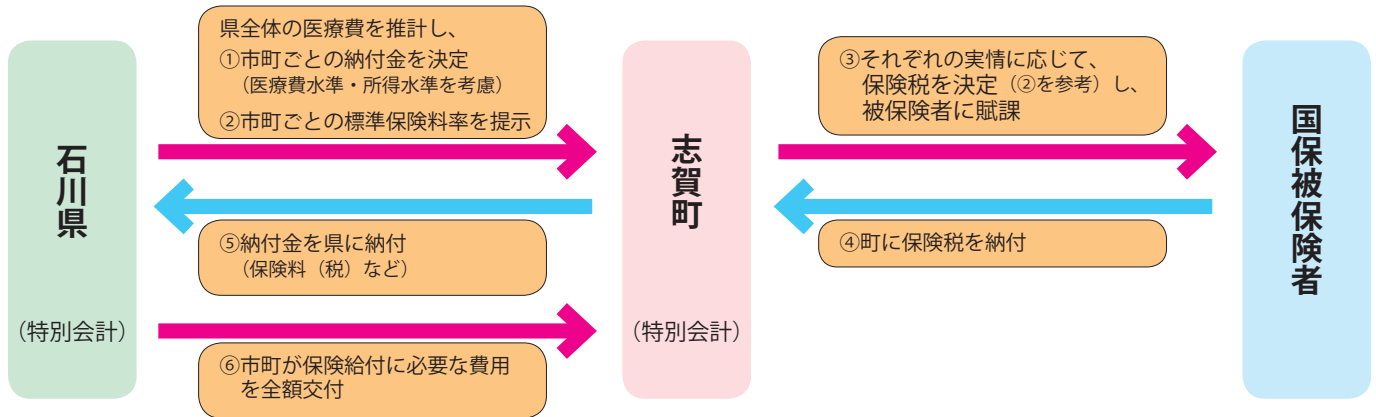 石川県
（特別会計）
県全体の医療費を推計し、
①市町ごとの納付金を決定
（医療費水準・所得水準を考慮）
②市町ごとの標準保険料率を提示
⑤納付金を県に納付
（保険料（税）など）
⑥市町が保険給付に必要な費用
を全額交付
志賀町
（特別会計）
③それぞれの実情に応じて、
保険税を決定（②を参考）し、
被保険者に賦課
④町に保険税を納付
国保被保険者